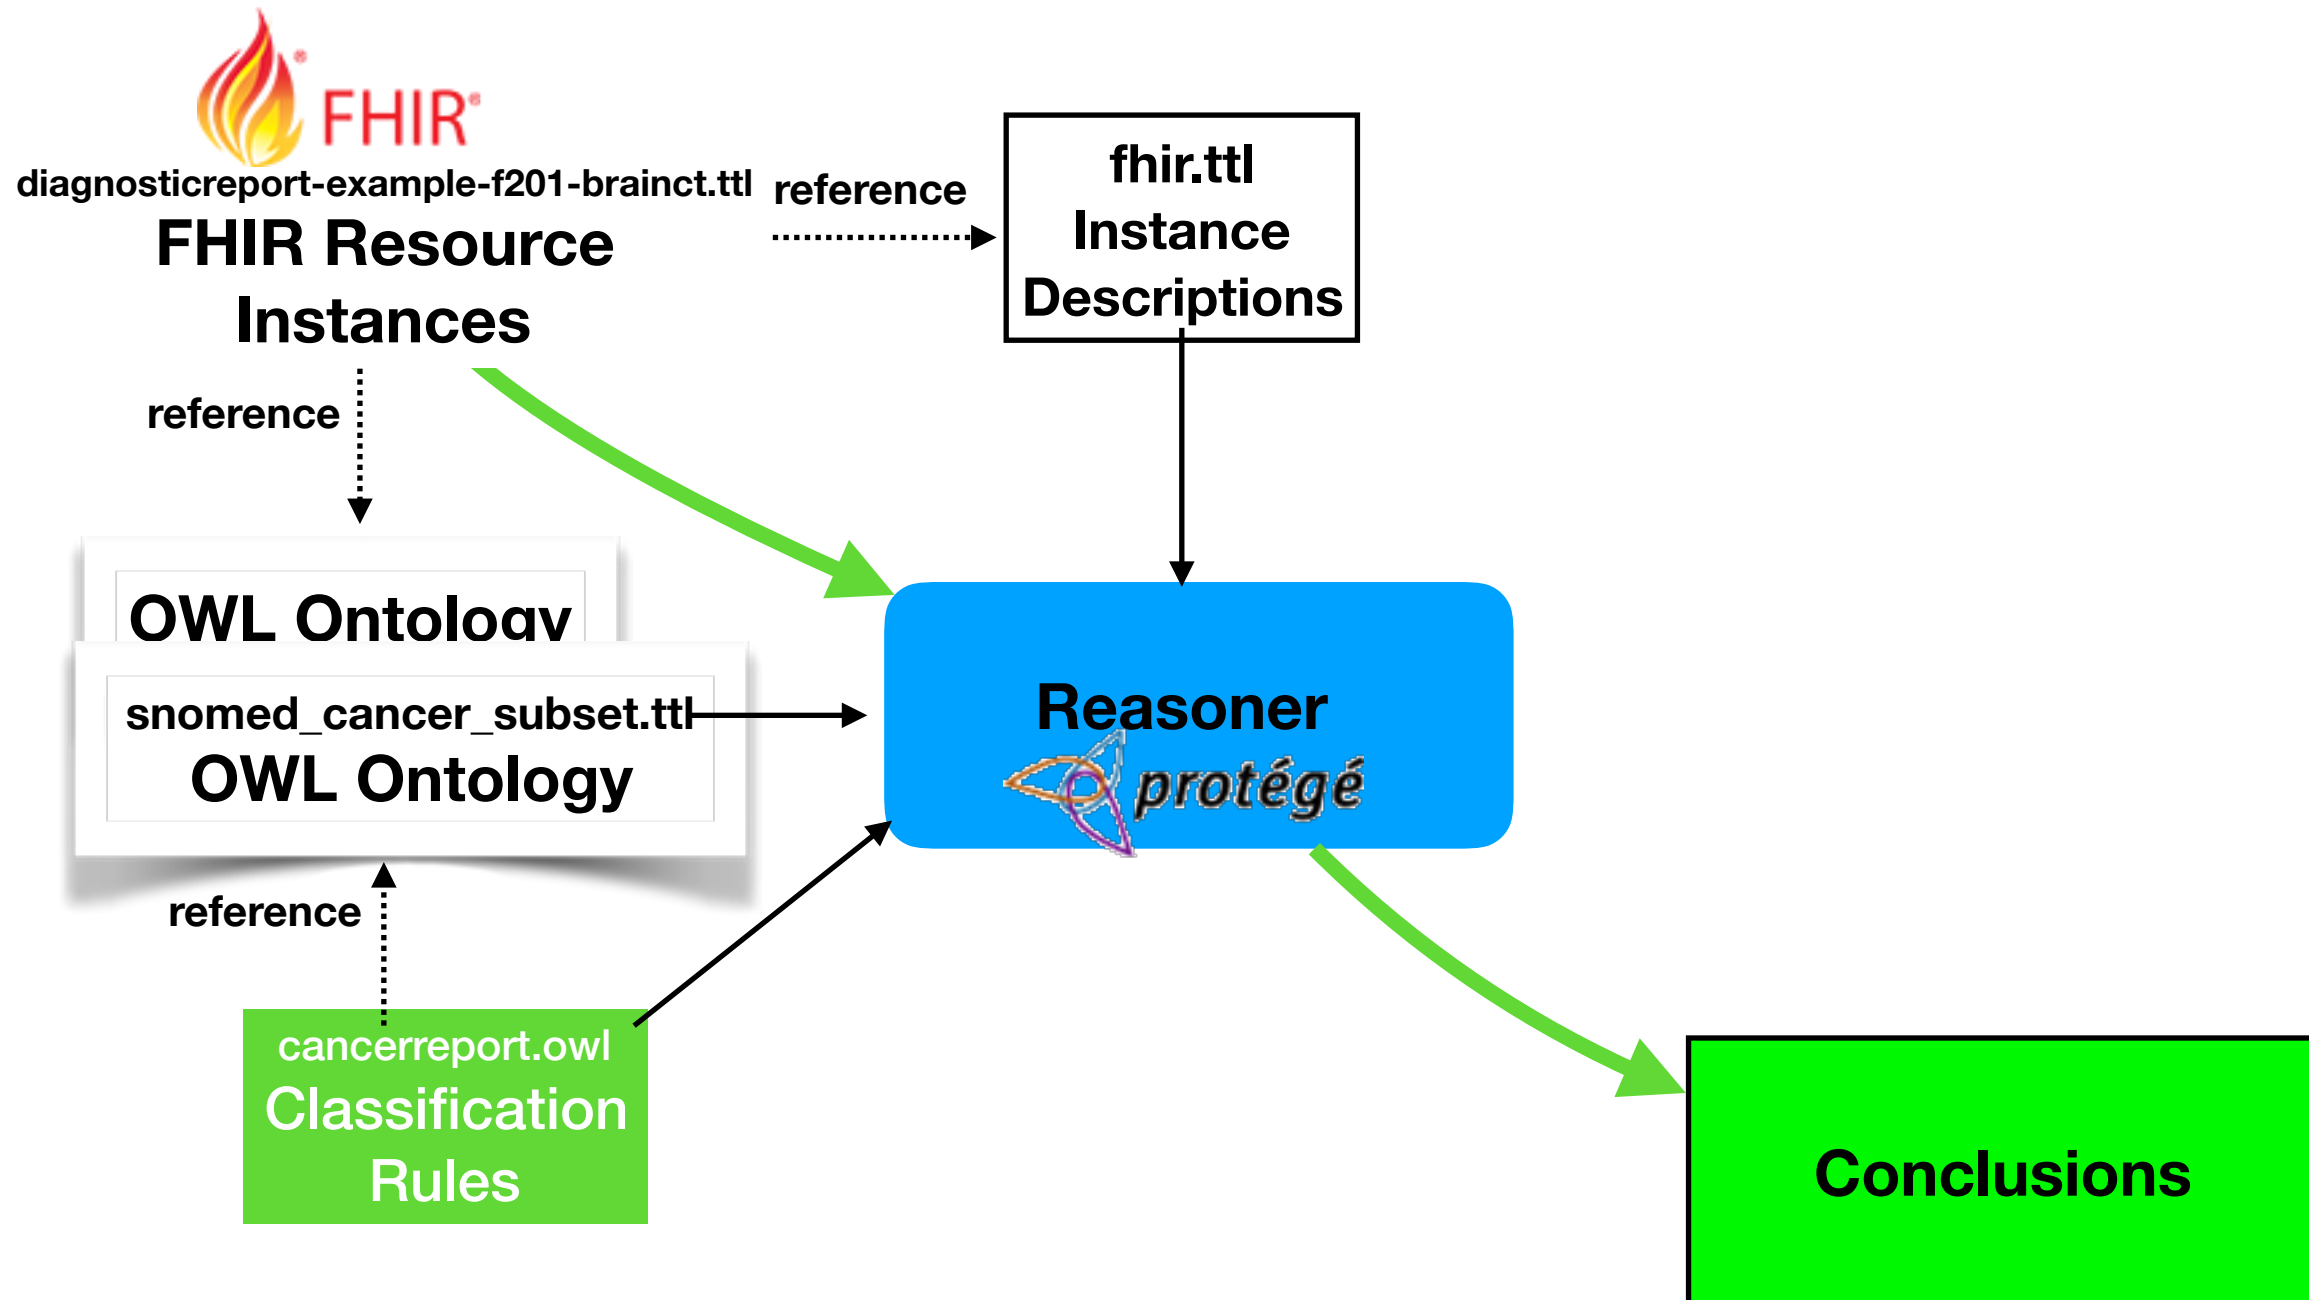 FHIR®
diagnosticreport-example-f201-brainct.ttl
FHIR Resource
Instances
reference
fhir.ttl
Instance
Descriptions
reference
OWL Ontology
snomed_cancer_subset.ttl
OWL Ontology
Reasoner
protégé
reference
cancerreport.owl
Classification
Rules
Conclusions